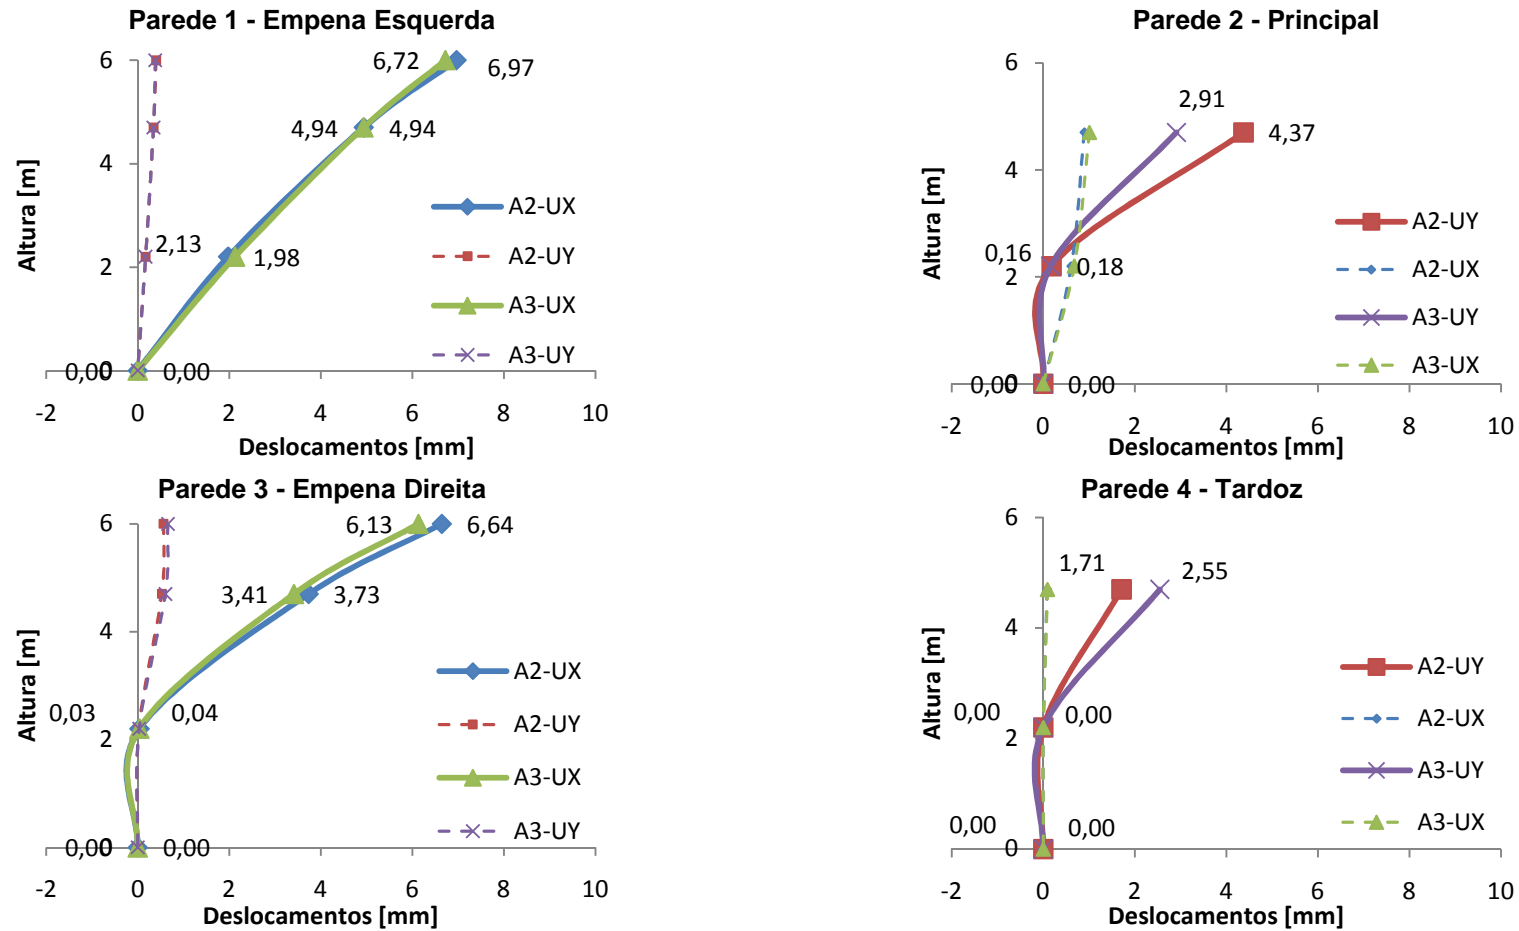 Parede 1 - Empena Esquerda
6
6,72
6,97
4,94
4,94
4
Altura [m]
A2-UX
2,13
1,98
A2-UY
2
A3-UX
A3-UY
0,00
0
0,00
-2 0 2 4 6 8 10
Deslocamentos [mm]
Parede 2 - Principal
6
2,91
4,37
4
Altura [m]
A2-UY
0,16
0,18
2
A2-UX
A3-UY
A3-UX
0,00
0
0,00
-2 0 2 4 6 8 10
Deslocamentos [mm]
Parede 3 - Empena Direita
6
6,13
6,64
3,41
3,73
4
Altura [m]
A2-UX
0,03
0,04
A2-UY
2
A3-UX
A3-UY
0,00
0
0,00
-2 0 2 4 6 8 10
Deslocamentos [mm]
Parede 4 - Tardoz
6
1,71
2,55
4
Altura [m]
A2-UY
0,00
0,00
A2-UX
2
A3-UY
A3-UX
0,00
0,00
0
-2 0 2 4 6 8 10
Deslocamentos [mm]